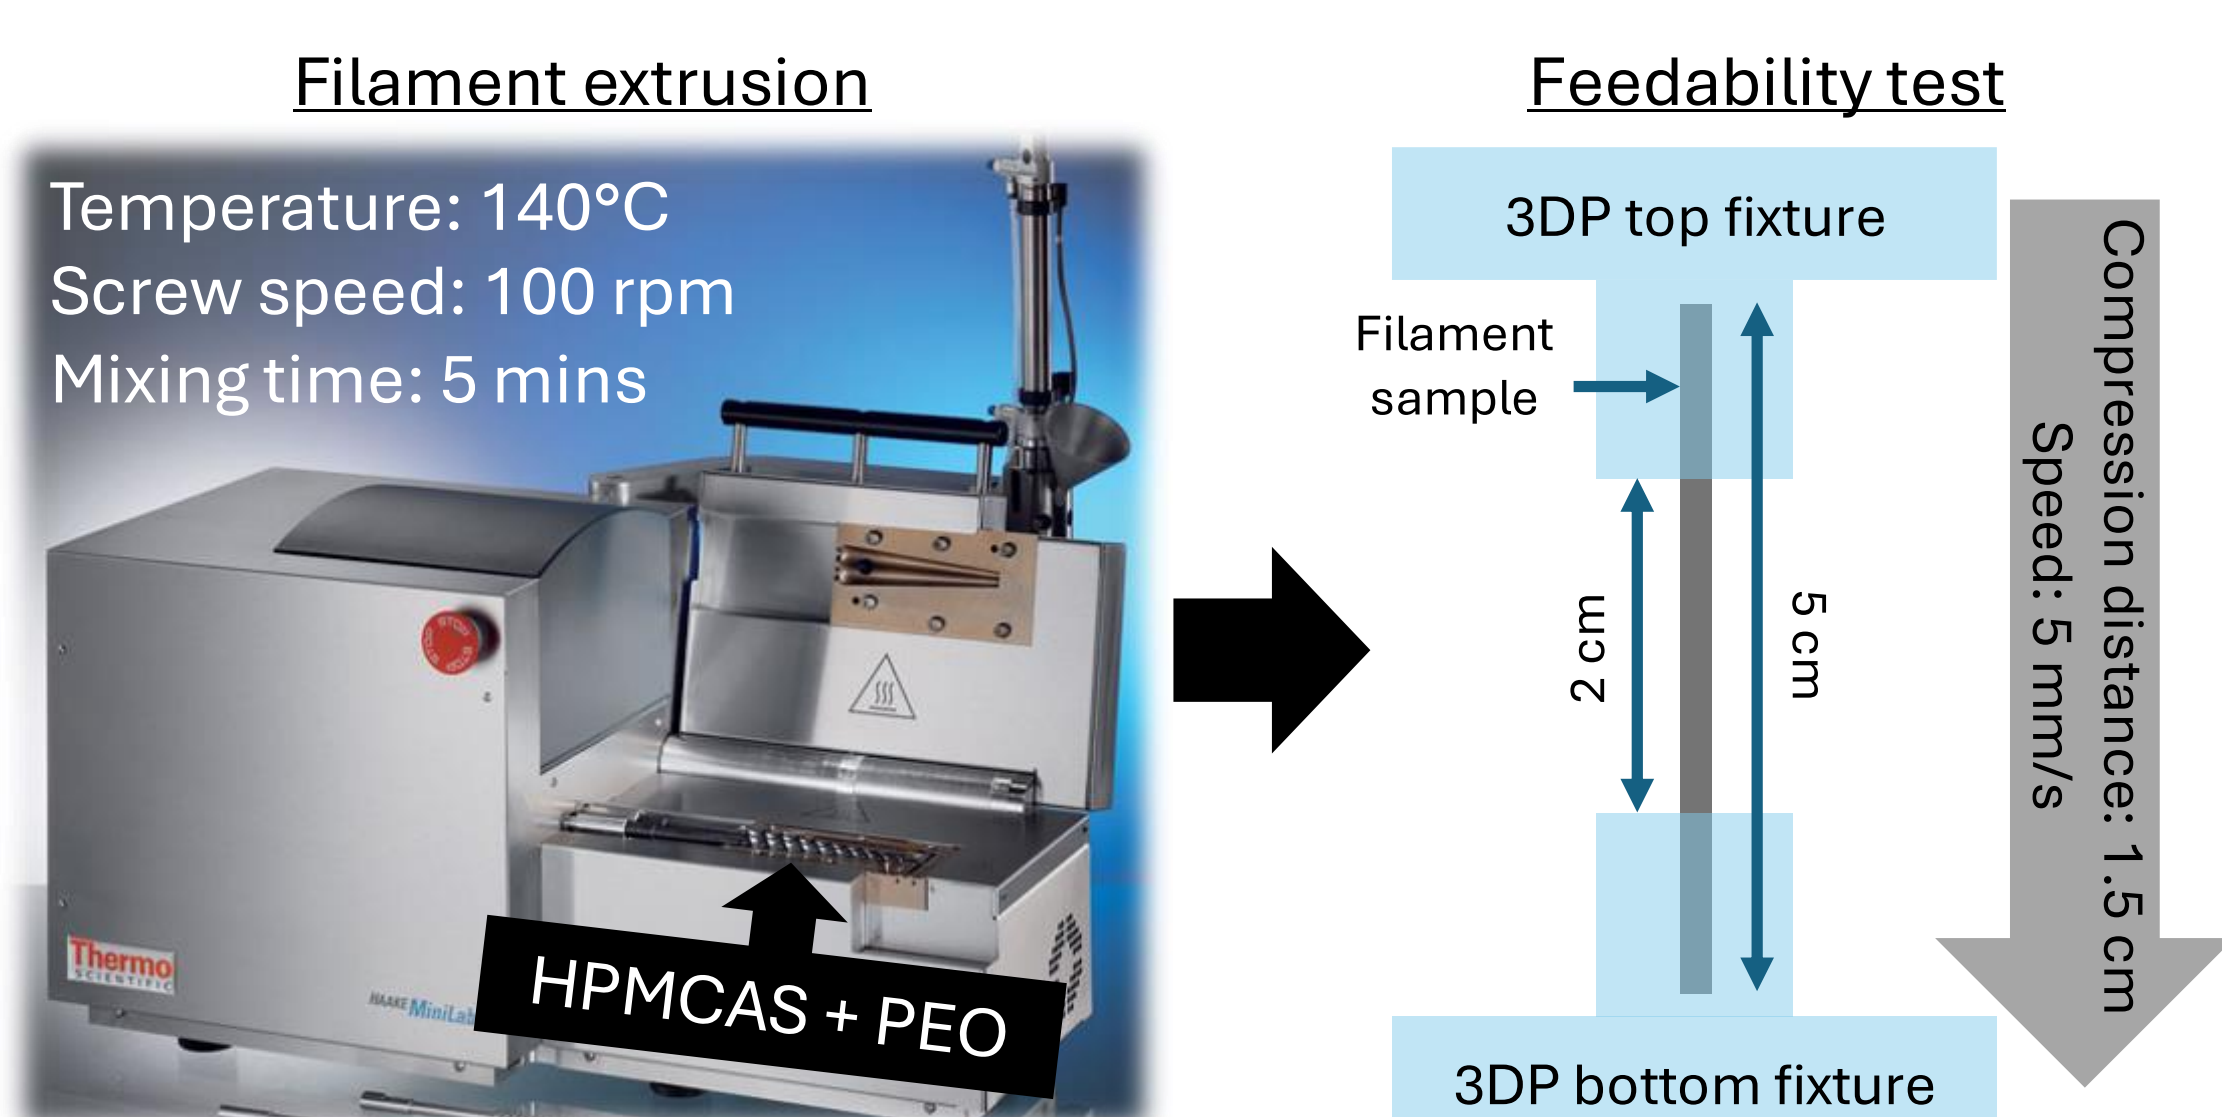 Filament extrusion
Temperature: 140°C
Screw speed: 100 rpm
Mixing time: 5 mins
STOP
STOP
Thermo
SCIENTIFIC
HAAKE MiniLab
HPMCAS + PEO
Feedability test
3DP top fixture
Filament
sample
2 cm
5 cm
Compression distance: 1.5 cm
Speed: 5 mm/s
3DP bottom fixture